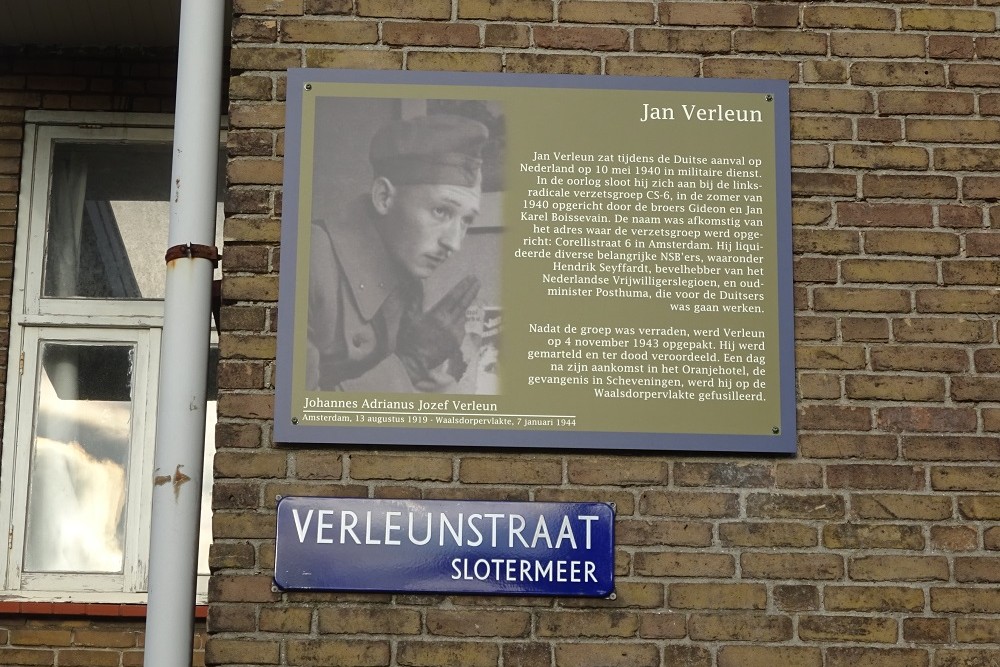 Jan Verleun
Jan Verleun zat tijdens de Duitse aanval op
Nederland op 10 mei 1940 in militaire dienst.
In de oorlog sloot hij zich aan bij de links-
radicale verzetsgroep CS-6, in de zomer van
1940 opgericht door de broers Gideon en Jan
Karel Boissevain. De naam was afkomstig van
het adres waar de verzetsgroep werd opge-
richt: Corellistraat 6 in Amsterdam. Hij liqui-
deerde diverse belangrijke NSB'ers, waaronder
Hendrik Seyffardt, bevelhebber van het
Nederlandse Vrijwilligerslegioen, en oud-
minister Posthuma, die voor de Duitsers
was gaan werken.
Nadat de groep was verraden, werd Verleun
op 4 november 1943 opgepakt. Hij werd
gemarteld en ter dood veroordeeld. Een dag
na zijn aankomst in het Oranjehotel, de
gevangenis in Scheveningen, werd hij op de
Waalsdorpervlakte gefusilleerd.
Johannes Adrianus Jozef Verleun
Amsterdam, 13 augustus 1919 - Waalsdorpervlakte, 7 januari 1944
VERLEUNSTRAAT
SLOTERMEER